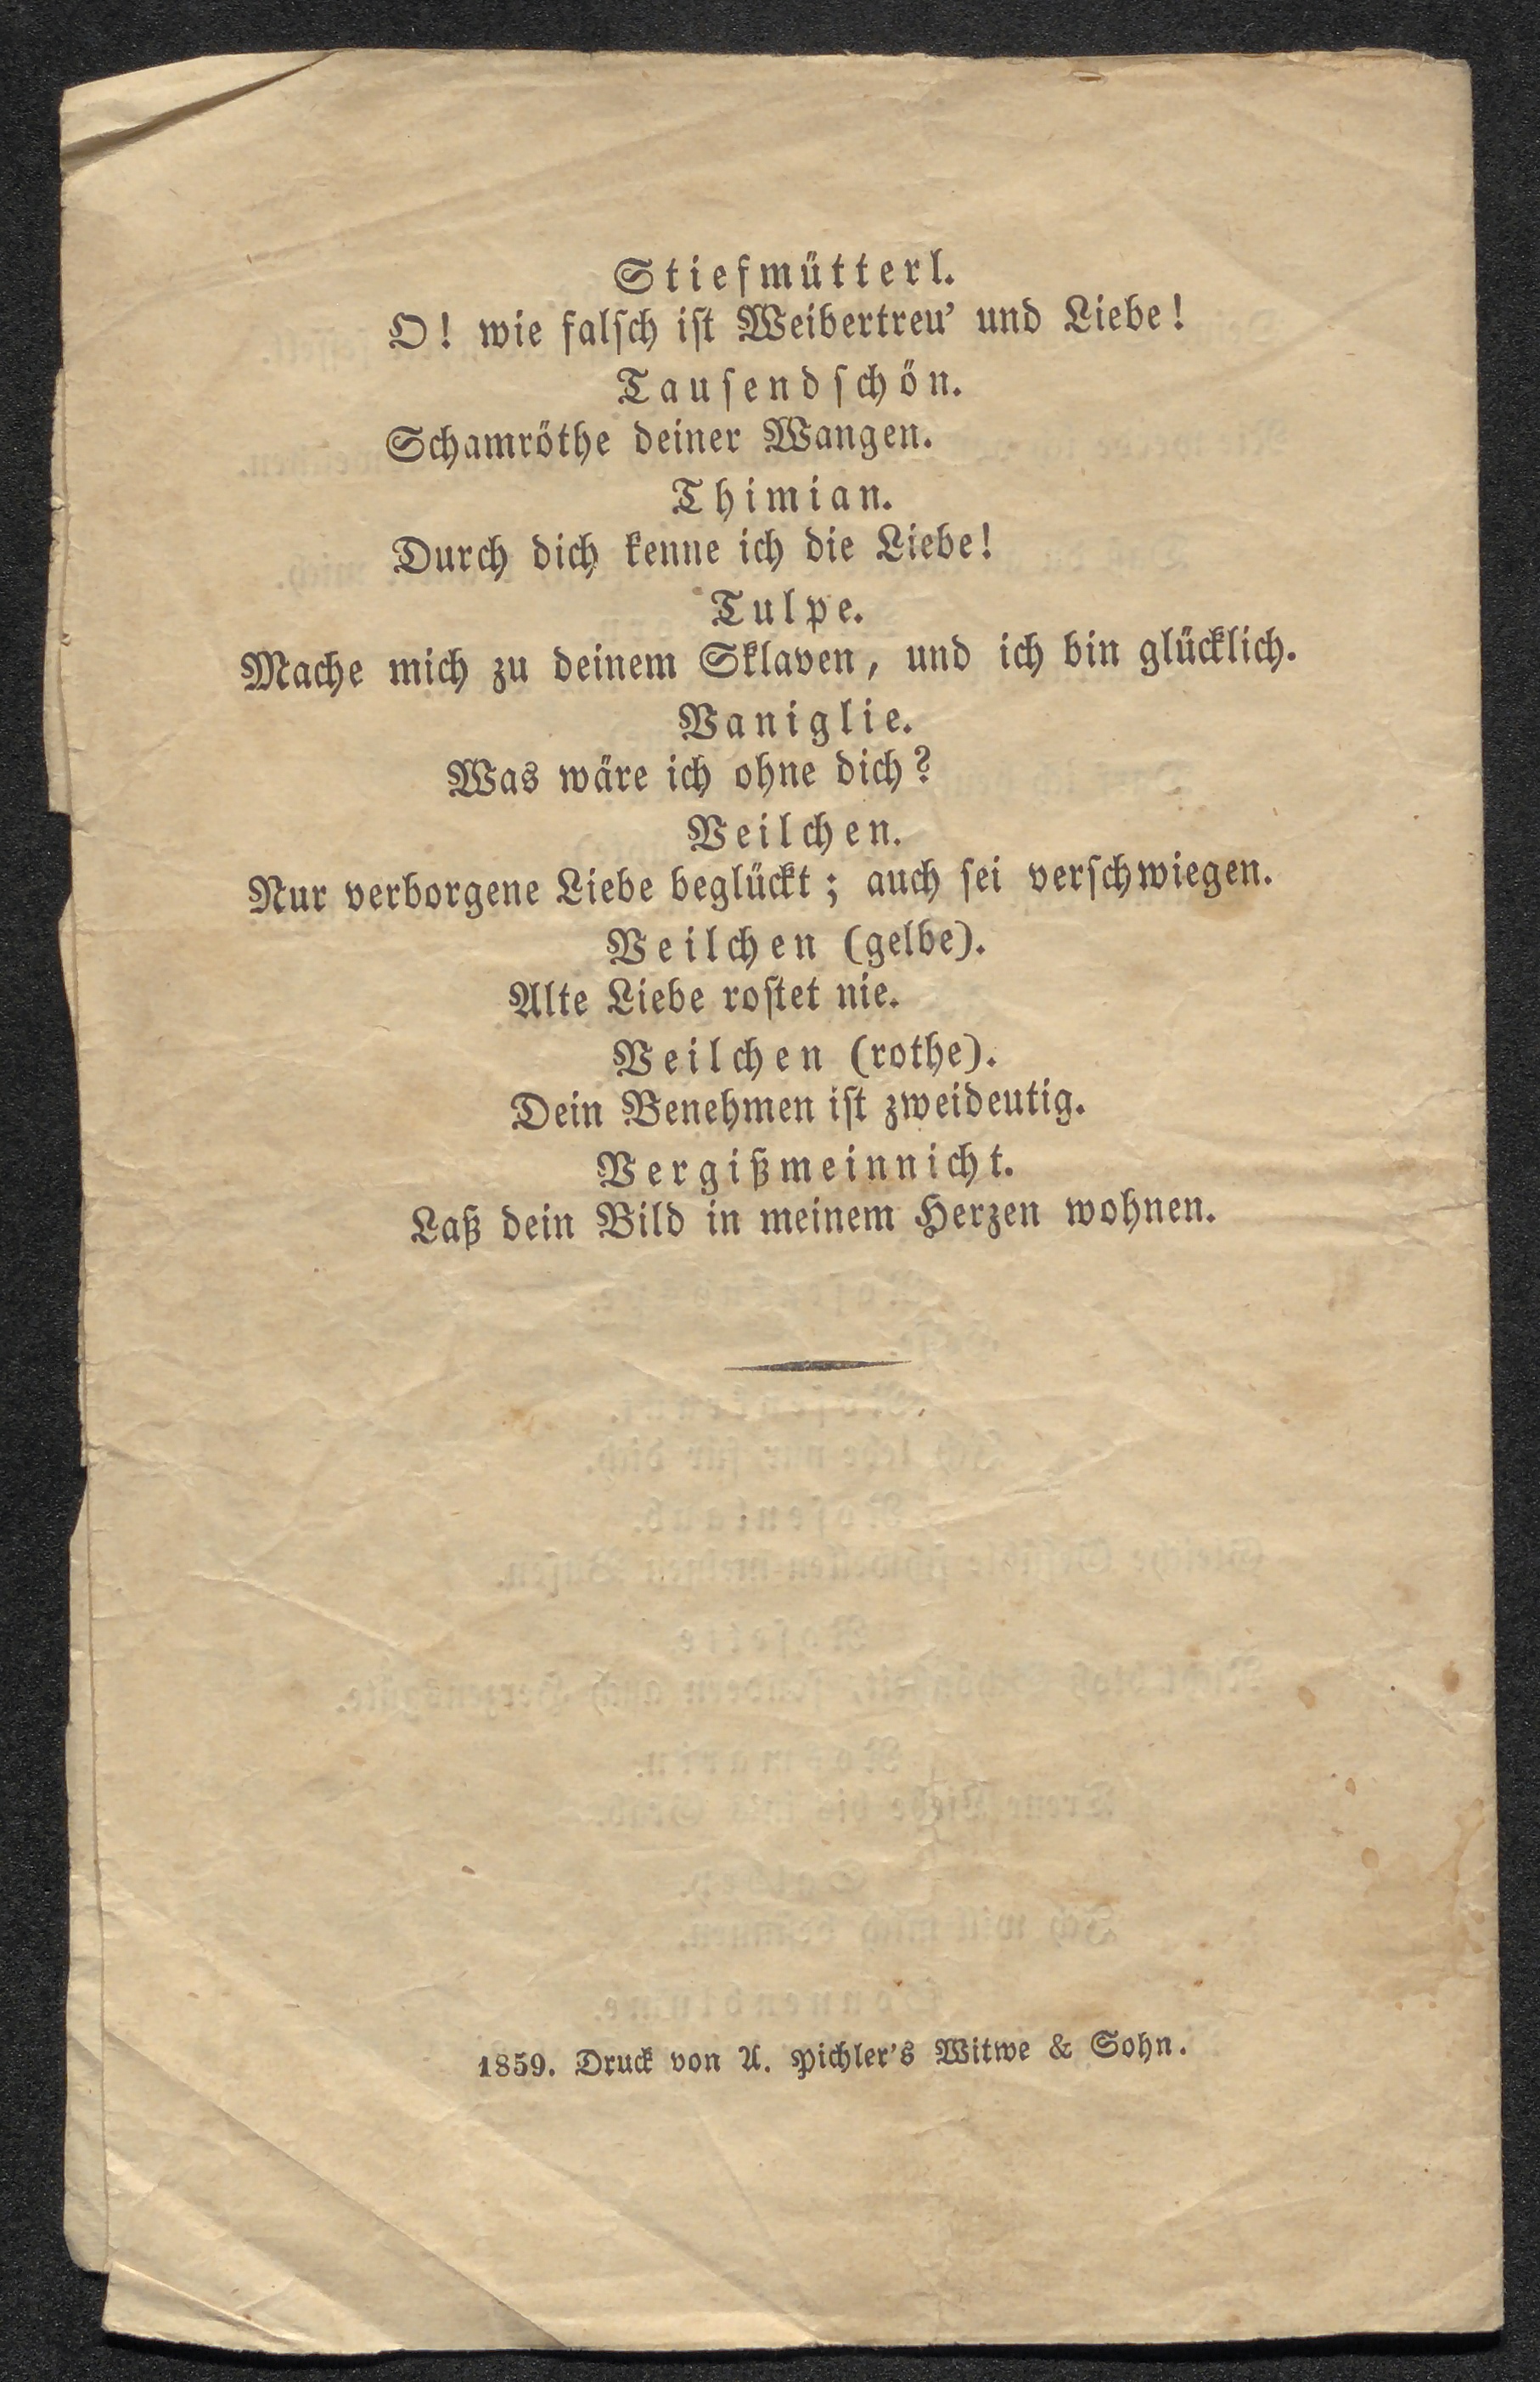 Stiefmütterl.
O! wie falsch ist Weibertreu' und Liebe!
Tausendschön.
Schamröthe deiner Wangen.
Thimian.
Durch dich kenne ich die Liebe!
Tulpe.
Mache mich zu deinem Sklaven, und ich bin glücklich.
Vaniglie.
Was wäre ich ohne dich?
Veilchen.
Nur verborgene Liebe beglückt; auch sei verschwiegen.
Veilchen (gelbe).
Alte Liebe rostet nie.
Veilchen (rothe).
Dein Benehmen ist zweideutig.
Vergißmeinnicht.
Laß dein Bild in meinem Herzen wohnen.
1859. Druck von A. Pichler's Witwe & Sohn.